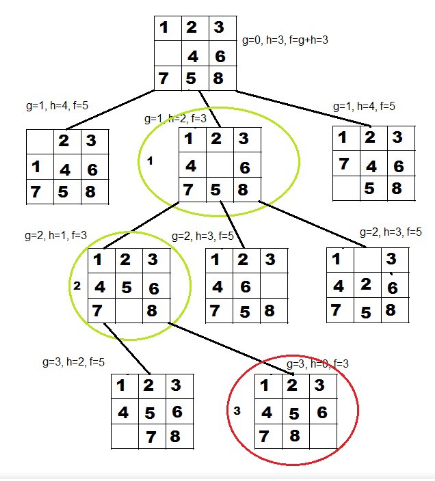 1 2 3
g=0, h=3, f=g+h=3
4 6
7 5 8
g=1, h=4, f=5
g=1, h=2, f=3
g=1, h=4, f=5
2 3
1 4 6
7 5 8
1
1 2 3
4 6
7 5 8
1 2 3
7 4 6
5 8
g=2, h=1, f=3
g=2, h=3, f=5
g=2, h=3, f=5
2
1 2 3
4 5 6
7 8
1 2 3
4 6
7 5 8
1 3
4 2 6
7 5 8
g=3, h=2, f=5
g=3, h=0, f=3
1 2 3
4 5 6
7 8
3
1 2 3
4 5 6
7 8